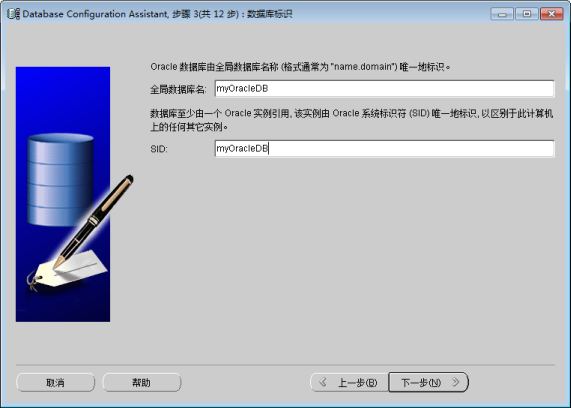 Database Configuration Assistant, 步骤 3(共 12 步) : 数据库标识
Oracle 数据库由全局数据库名称 (格式通常为 "name.domain") 唯一地标识。
全局数据库名: myOracleDB
数据库至少由一个 Oracle 实例引用, 该实例由 Oracle 系统标识符 (SID) 唯一地标识, 以区别于此计算机
上的任何其它实例。
SID: myOracleDB
取消 帮助 上一步(B) 下一步(N)